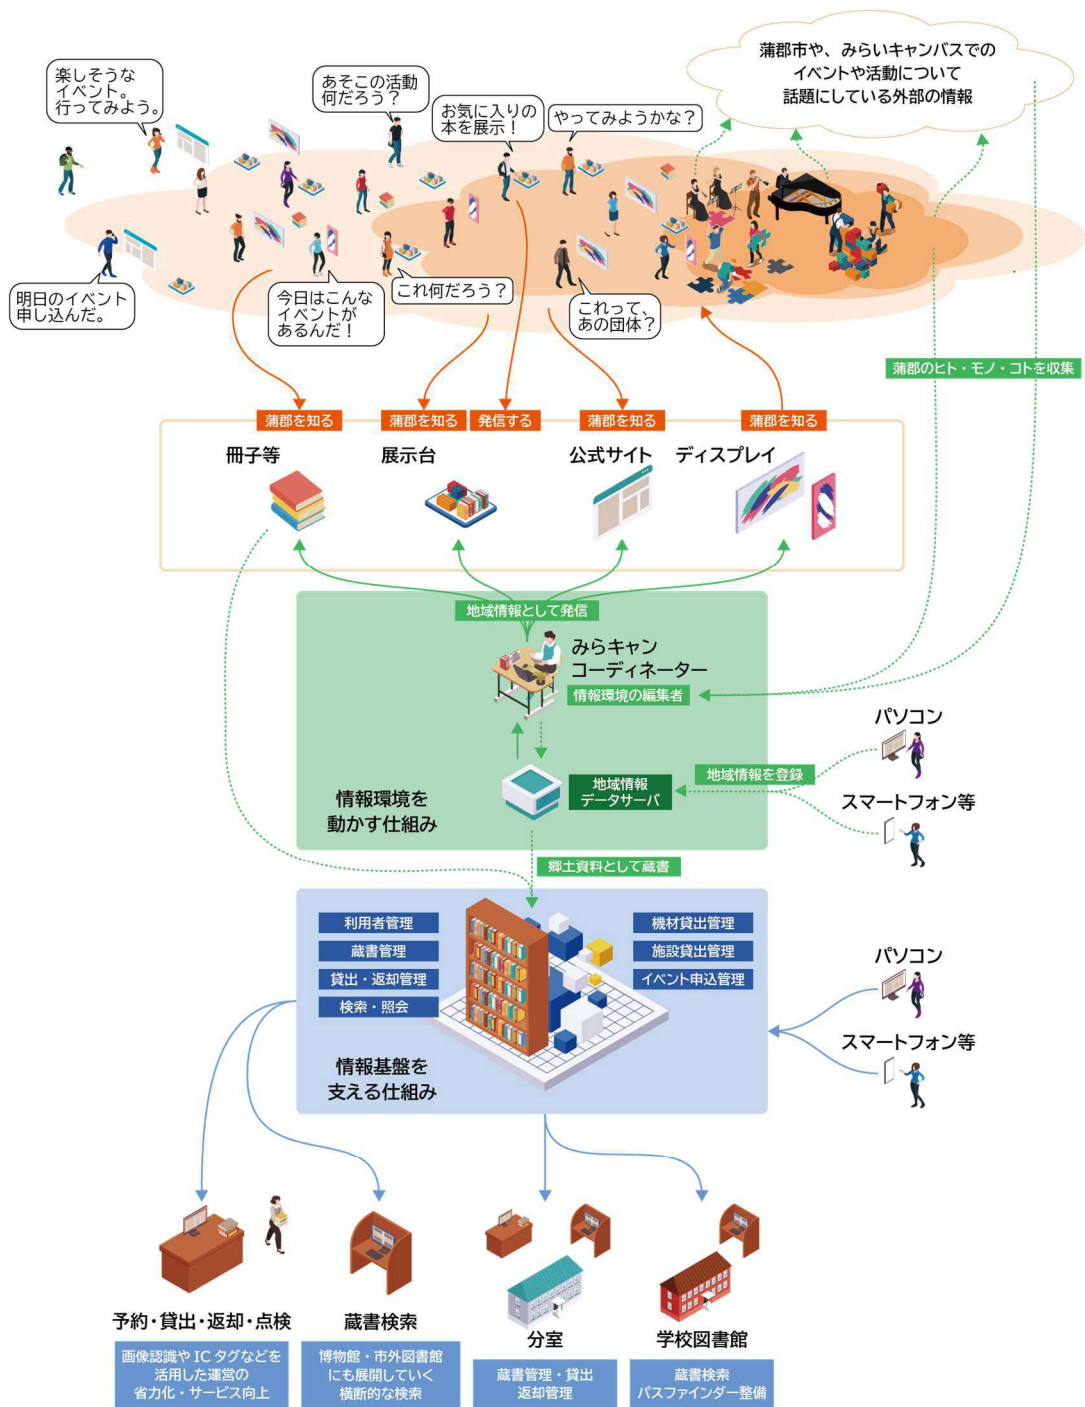 蒲郡市や、みらいキャンバスでの
イベントや活動について
話題にしている外部の情報
楽しそうな
イベント。
行ってみよう。
あそこの活動
何だろう？
お気に入りの
本を展示！
やってみようかな？
明日のイベント
申し込んだ。
今日はこんな
イベントが
あるんだ！
これ何だろう？
これって、
あの団体？
蒲郡のヒト・モノ・コトを収集
蒲郡を知る
蒲郡を知る
発信する
蒲郡を知る
蒲郡を知る
冊子等
展示台
公式サイト
ディスプレイ
地域情報として発信
みらキャン
コーディネーター
情報環境の編集者
パソコン
地域情報を登録
地域情報
データサーバ
スマートフォン等
情報環境を
動かす仕組み
郷土資料として蔵書
利用者管理
蔵書管理
貸出・返却管理
検索・照会
機材貸出管理
施設貸出管理
イベント申込管理
パソコン
スマートフォン等
情報基盤を
支える仕組み
予約・貸出・返却・点検
画像認識や IC タグなどを
活用した運営の
省力化・サービス向上
蔵書検索
博物館・市外図書館
にも展開していく
横断的な検索
分室
蔵書管理・貸出
返却管理
学校図書館
蔵書検索
パスファインダー整備